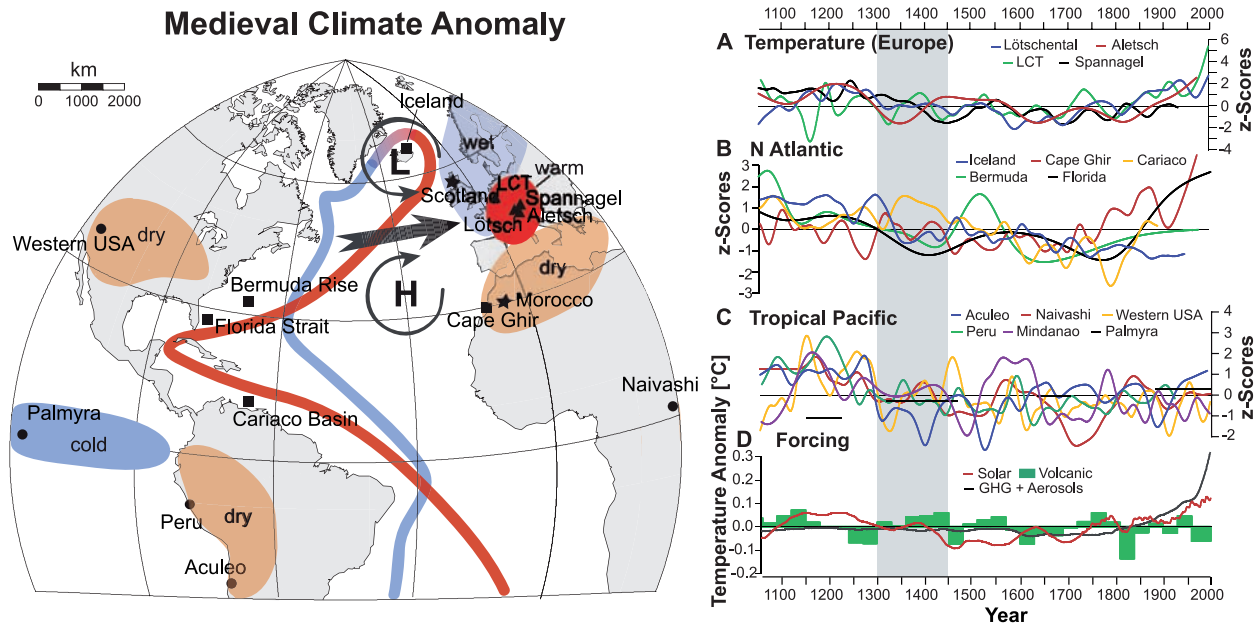 Medieval Climate Anomaly
km
0 1000 2000
Iceland
L
wet
warm
Scotland
LCT
Spannagel
Aletsch
Lötsch
Western USA
dry
dry
H
Morocco
Cape Ghir
Bermuda Rise
Florida Strait
Naivashi
Cariaco Basin
Palmyra
cold
Peru
dry
Aculeo
1100 1200 1300 1400 1500 1600 1700 1800 1900 2000
A Temperature (Europe)
Lötschental Aletsch
LCT Spannagel
6
4
2
0
-2
-4
z-Scores
B N Atlantic
Iceland Cape Ghir Cariaco
Bermuda Florida
3
2
1
0
-1
-2
-3
z-Scores
C Tropical Pacific
Aculeo Naivashi Western USA
Peru Mindanao Palmyra
4
3
2
1
0
-1
-2
z-Scores
Temperature Anomaly [°C]
D Forcing
Solar Volcanic
GHG + Aerosols
0.3
0.2
0.1
0.0
-0.1
0.2
1100 1200 1300 1400 1500 1600 1700 1800 1900 2000
Year